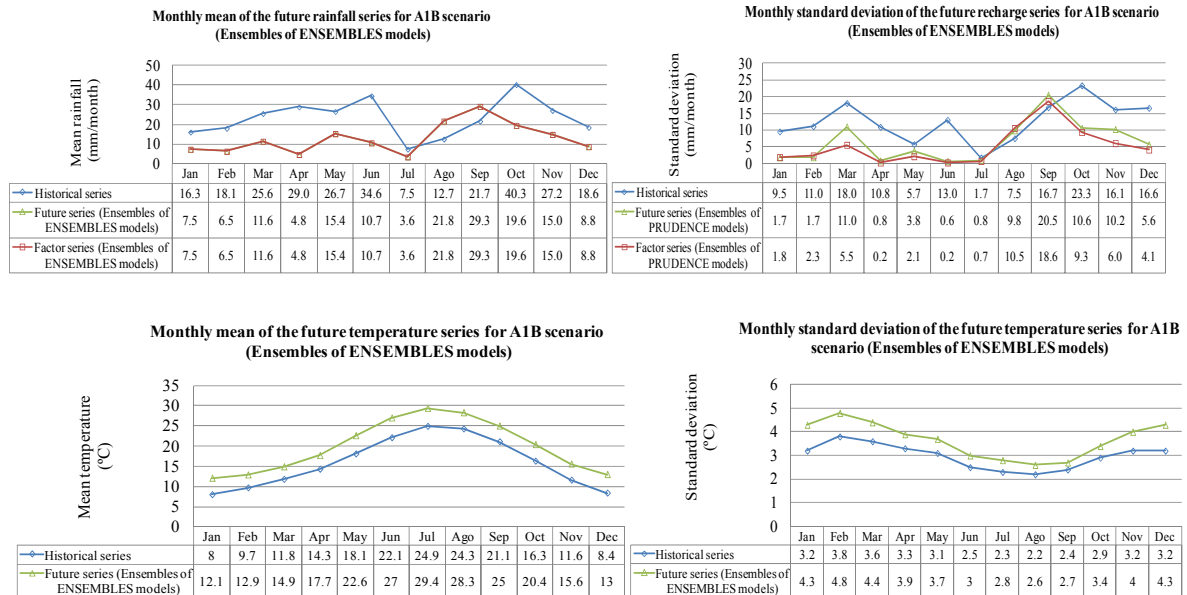 Monthly mean of the future rainfall series for A1B scenario
(Ensembles of ENSEMBLES models)
Mean rainfall
(mm/month)
50
40
30
20
10
0
Jan Feb Mar Apr May Jun Jul Ago Sep Oct Nov Dec
Historical series 16.3 18.1 25.6 29.0 26.7 34.6 7.5 12.7 21.7 40.3 27.2 18.6
Future series (Ensembles of
ENSEMBLES models) 7.5 6.5 11.6 4.8 15.4 10.7 3.6 21.8 29.3 19.6 15.0 8.8
Factor series (Ensembles of
ENSEMBLES models) 7.5 6.5 11.6 4.8 15.4 10.7 3.6 21.8 29.3 19.6 15.0 8.8
Monthly standard deviation of the future recharge series for A1B scenario
(Ensembles of ENSEMBLES models)
Standard deviation
(mm/month)
30
25
20
15
10
5
0
Jan Feb Mar Apr May Jun Jul Ago Sep Oct Nov Dec
Historical series 9.5 11.0 18.0 10.8 5.7 13.0 1.7 7.5 16.7 23.3 16.1 16.6
Future series (Ensembles of
PRUDENCE models) 1.7 1.7 11.0 0.8 3.8 0.6 0.8 9.8 20.5 10.6 10.2 5.6
Factor series (Ensembles of
PRUDENCE models) 1.8 2.3 5.5 0.2 2.1 0.2 0.7 10.5 18.6 9.3 6.0 4.1
Monthly mean of the future temperature series for A1B scenario
(Ensembles of ENSEMBLES models)
Mean temperature
(ºC)
35
30
25
20
15
10
5
0
Jan Feb Mar Apr May Jun Jul Ago Sep Oct Nov Dec
Historical series 8 9.7 11.8 14.3 18.1 22.1 24.9 24.3 21.1 16.3 11.6 8.4
Future series (Ensembles of
ENSEMBLES models) 12.1 12.9 14.9 17.7 22.6 27 29.4 28.3 25 20.4 15.6 13
Monthly standard deviation of the future temperature series for A1B
scenario (Ensembles of ENSEMBLES models)
Standard deviation
(ºC)
6
5
4
3
2
1
0
Jan Feb Mar Apr May Jun Jul Ago Sep Oct Nov Dec
Historical series 3.2 3.8 3.6 3.3 3.1 2.5 2.3 2.2 2.4 2.9 3.2 3.2
Future series (Ensembles of
ENSEMBLES models) 4.3 4.8 4.4 3.9 3.7 3 2.8 2.6 2.7 3.4 4 4.3